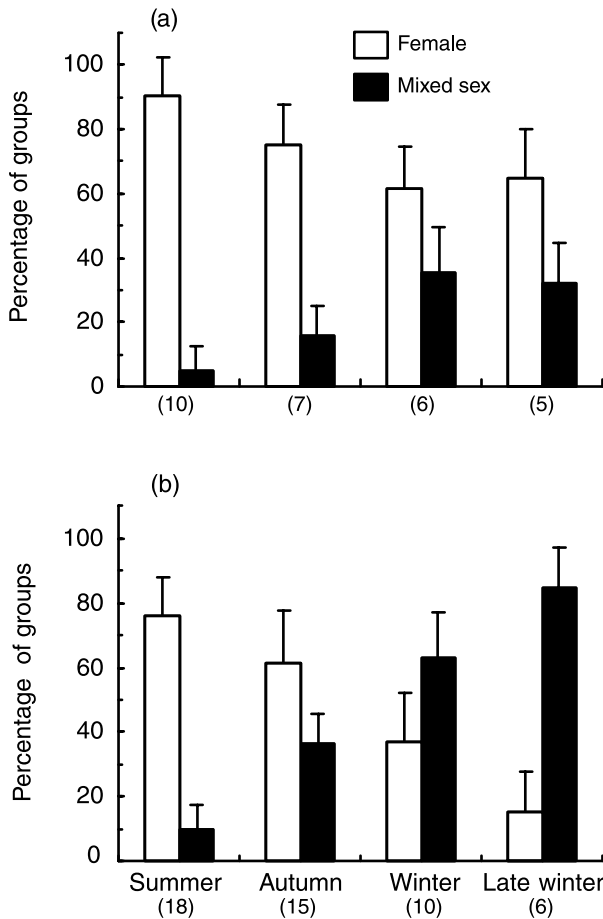 (a)
Female
Mixed sex
Percentage of groups
100
80
60
40
20
0
(10) (7) (6) (5)
(b)
Percentage of groups
100
80
60
40
20
0
Summer Autumn Winter Late winter
(18) (15) (10) (6)